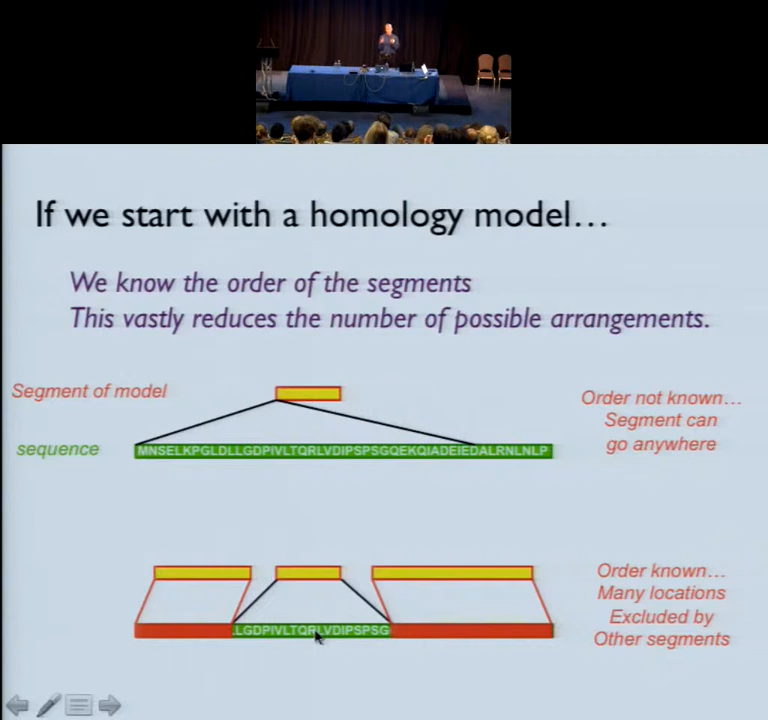 If we start with a homology model…
We know the order of the segments
This vastly reduces the number of possible arrangements.
Segment of model
Order not known…
Segment can
go anywhere
sequence
MNSELKPGLDLLGDPIVLTQRLVDIPSPSGQEKQIADEIEDALRNLNLP
Order known…
Many locations
Excluded by
Other segments
LGDPIVLTQRLVDIPSPSG